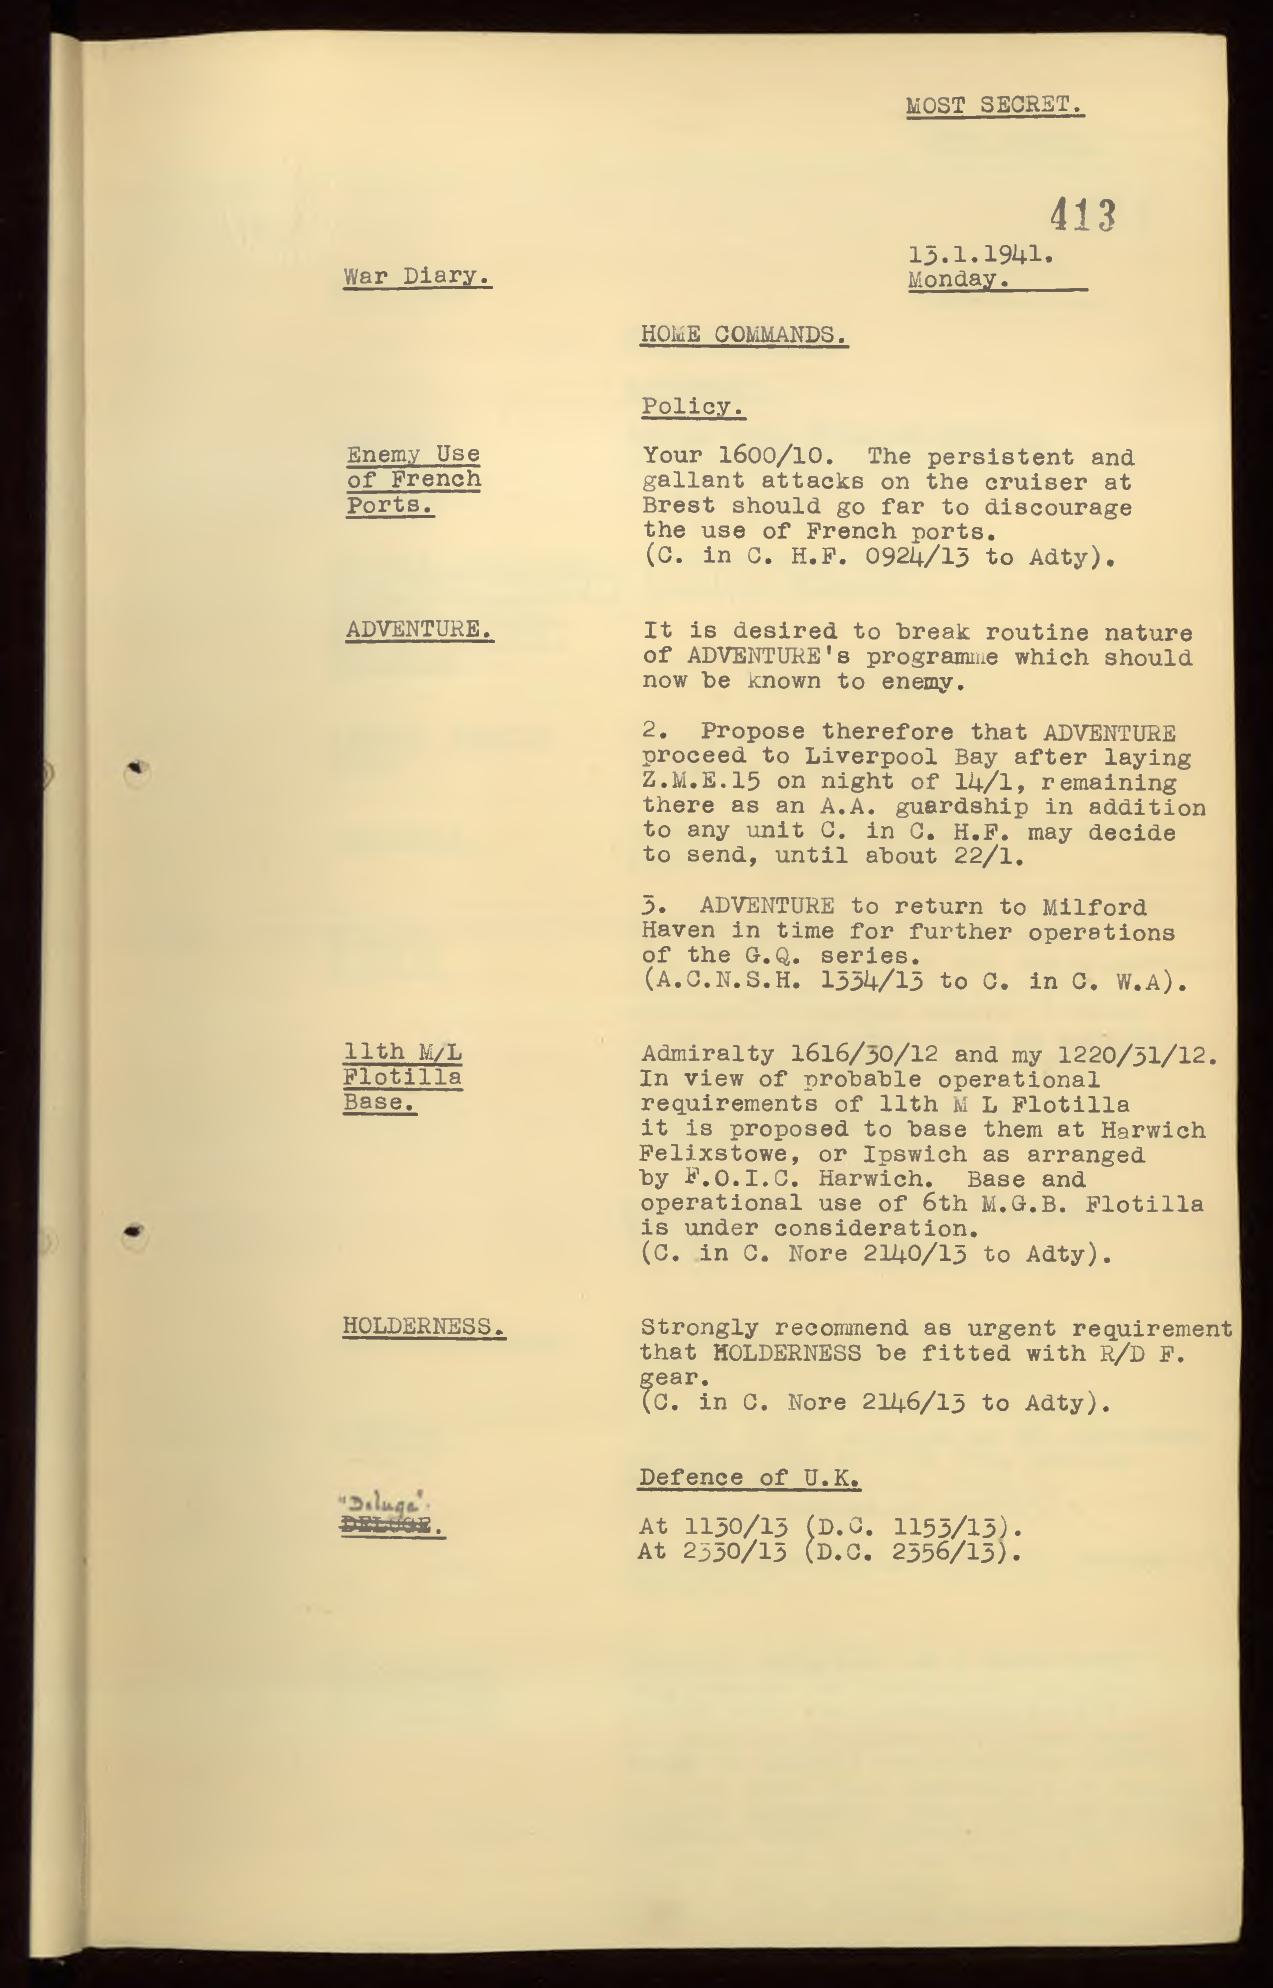 MOST SECRET.
413
13.1.1941.
War Diary.
Monday.
HOME COMMANDS.
Policy.
Enemy Use
of French
Ports.
Your 1600/10. The persistent and
gallant attacks on the cruiser at
Brest should go far to discourage
the use of French ports.
(C. in C. H.F. 0924/13 to Adty).
ADVENTURE.
It is desired to break routine nature
of ADVENTURE's programme which should
now be known to enemy.
2. Propose therefore that ADVENTURE
proceed to Liverpool Bay after laying
Z.M.E.15 on night of 14/1, remaining
there as an A.A. guardship in addition
to any unit C. in C. H.F. may decide
to send, until about 22/1.
3. ADVENTURE to return to Milford
Haven in time for further operations
of the G.Q. series.
(A.C.N.S.H. 1334/13 to C. in C. W.A).
11th M/L
Flotilla
Base.
Admiralty 1616/30/12 and my 1220/31/12.
In view of probable operational
requirements of 11th M L Flotilla
it is proposed to base them at Harwich
Felixstowe, or Ipswich as arranged
by F.O.I.C. Harwich. Base and
operational use of 6th M.G.B. Flotilla
is under consideration.
(C. in C. Nore 2140/13 to Adty).
HOLDERNESS.
Strongly recommend as urgent requirement
that HOLDERNESS be fitted with R/D F.
gear.
(C. in C. Nore 2146/13 to Adty).
Defence of U.K.
"Deluge".
DELUGE.
At 1130/13 (D.C. 1153/13).
At 2330/13 (D.C. 2356/13).